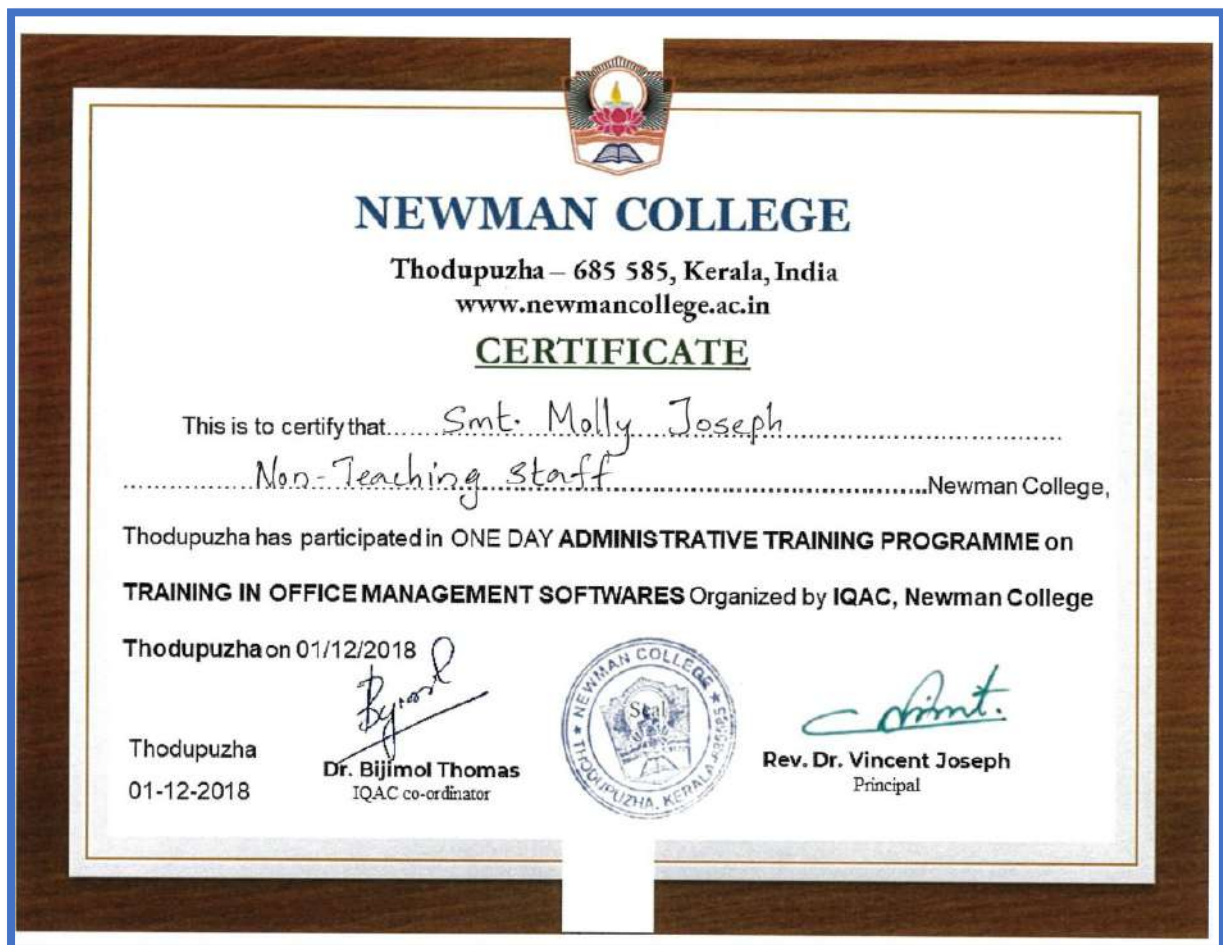 NEWMAN COLLEGE
Thodupuzha – 685 585, Kerala, India
www.newmancollege.ac.in
CERTIFICATE
This is to certify that...... Smt. Molly Joseph
Non-Teaching staff Newman College,
Thodupuzha has participated in ONE DAY ADMINISTRATIVE TRAINING PROGRAMME on
TRAINING IN OFFICE MANAGEMENT SOFTWARES Organized by IQAC, Newman College
Thodupuzha on 01/12/2018
NEWMAN COLLEGE
Seal
THODUPUZHA, KERALA
Thodupuzha
01-12-2018
Dr. Bijimol Thomas
IQAC co-ordinator
Rev. Dr. Vincent Joseph
Principal